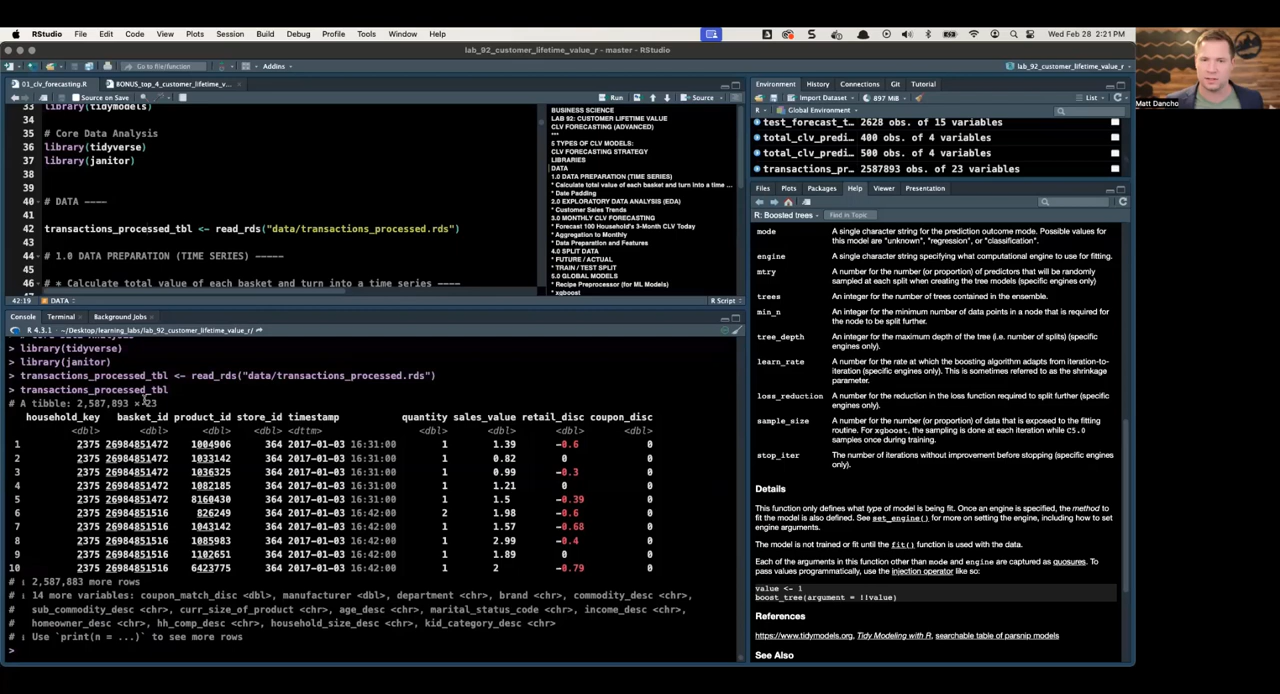 RStudio File Edit Code View Plots Session Build Debug Profile Tools Window Help Wed Feb 28 2:21 PM
lab_92_customer_lifetime_value_r - master - RStudio
Go to file/function Addins lab_92_customer_lifetime_value_r
01_clv_forecasting.R BONUS_top_4_customer_lifetime_v...
Source on Save Run Source
33 library(tidymodels)
34
35 # Core Data Analysis
36 library(tidyverse)
37 library(janitor)
38
39
40 # DATA ----
41
42 transactions_processed_tbl <- read_rds("data/transactions_processed.rds")
43
44 # 1.0 DATA PREPARATION (TIME SERIES) -----
45
46 # * Calculate total value of each basket and turn into a time series ----
42:19 DATA R Script
BUSINESS SCIENCE
LAB 92: CUSTOMER LIFETIME VALUE
CLV FORECASTING (ADVANCED)
***
5 TYPES OF CLV MODELS:
CLV FORECASTING STRATEGY
LIBRARIES
DATA
1.0 DATA PREPARATION (TIME SERIES)
* Calculate total value of each basket and turn into a time ...
* Date Padding
2.0 EXPLORATORY DATA ANALYSIS (EDA)
* Customer Sales Trends
3.0 MONTHLY CLV FORECASTING
* Forecast 100 Household's 3-Month CLV Today
* Aggregation to Monthly
* Data Preparation and Features
4.0 SPLIT DATA
* FUTURE / ACTUAL
* TRAIN / TEST SPLIT
5.0 GLOBAL MODELS
* Recipe Preprocessor (for ML Models)
* xgboost
Console Terminal Background Jobs
R 4.3.1 · ~/Desktop/learning_labs/lab_92_customer_lifetime_value_r/
> library(tidyverse)
> library(janitor)
> transactions_processed_tbl <- read_rds("data/transactions_processed.rds")
> transactions_processed_tbl
# A tibble: 2,587,893 × 23
household_key basket_id product_id store_id timestamp quantity sales_value retail_disc coupon_disc
<dbl> <dbl> <dbl> <dbl> <dttm> <dbl> <dbl> <dbl> <dbl>
1 2375 26984851472 1004906 364 2017-01-03 16:31:00 1 1.39 -0.6 0
2 2375 26984851472 1033142 364 2017-01-03 16:31:00 1 0.82 0 0
3 2375 26984851472 1036325 364 2017-01-03 16:31:00 1 0.99 -0.3 0
4 2375 26984851472 1082185 364 2017-01-03 16:31:00 1 1.21 0 0
5 2375 26984851472 8160430 364 2017-01-03 16:31:00 1 1.5 -0.39 0
6 2375 26984851516 826249 364 2017-01-03 16:42:00 2 1.98 -0.6 0
7 2375 26984851516 1043142 364 2017-01-03 16:42:00 1 1.57 -0.68 0
8 2375 26984851516 1085983 364 2017-01-03 16:42:00 1 2.99 -0.4 0
9 2375 26984851516 1102651 364 2017-01-03 16:42:00 1 1.89 0 0
10 2375 26984851516 6423775 364 2017-01-03 16:42:00 1 2 -0.79 0
# ℹ 2,587,883 more rows
# ℹ 14 more variables: coupon_match_disc <dbl>, manufacturer <dbl>, department <chr>, brand <chr>, commodity_desc <chr>,
# sub_commodity_desc <chr>, curr_size_of_product <chr>, age_desc <chr>, marital_status_code <chr>, income_desc <chr>,
# homeowner_desc <chr>, hh_comp_desc <chr>, household_size_desc <chr>, kid_category_desc <chr>
# ℹ Use `print(n = ...)` to see more rows
>
Environment History Connections Git Tutorial
Import Dataset 897 MiB List
R Global Environment
test_forecast_t... 2628 obs. of 15 variables
total_clv_predi... 400 obs. of 4 variables
total_clv_predi... 500 obs. of 4 variables
transactions_pr... 2587893 obs. of 23 variables
Files Plots Packages Help Viewer Presentation
R: Boosted trees Find in Topic
mode A single character string for the prediction outcome mode. Possible values for this model are "unknown", "regression", or "classification".
engine A single character string specifying what computational engine to use for fitting.
mtry A number for the number (or proportion) of predictors that will be randomly sampled at each split when creating the tree models (specific engines only)
trees An integer for the number of trees contained in the ensemble.
min_n An integer for the minimum number of data points in a node that is required for the node to be split further.
tree_depth An integer for the maximum depth of the tree (i.e. number of splits) (specific engines only).
learn_rate A number for the rate at which the boosting algorithm adapts from iteration-to-iteration (specific engines only). This is sometimes referred to as the shrinkage parameter.
loss_reduction A number for the reduction in the loss function required to split further (specific engines only).
sample_size A number for the number (or proportion) of data that is exposed to the fitting routine. For xgboost, the sampling is done at each iteration while C5.0 samples once during training.
stop_iter The number of iterations without improvement before stopping (specific engines only).
Details
This function only defines what type of model is being fit. Once an engine is specified, the method to
fit the model is also defined. See set_engine() for more on setting the engine, including how to set
engine arguments.
The model is not trained or fit until the fit() function is used with the data.
Each of the arguments in this function other than mode and engine are captured as quosures. To
pass values programmatically, use the injection operator like so:
value <- 1
boost_tree(argument = !!value)
References
https://www.tidymodels.org, Tidy Modeling with R, searchable table of parsnip models
See Also
Matt Dancho